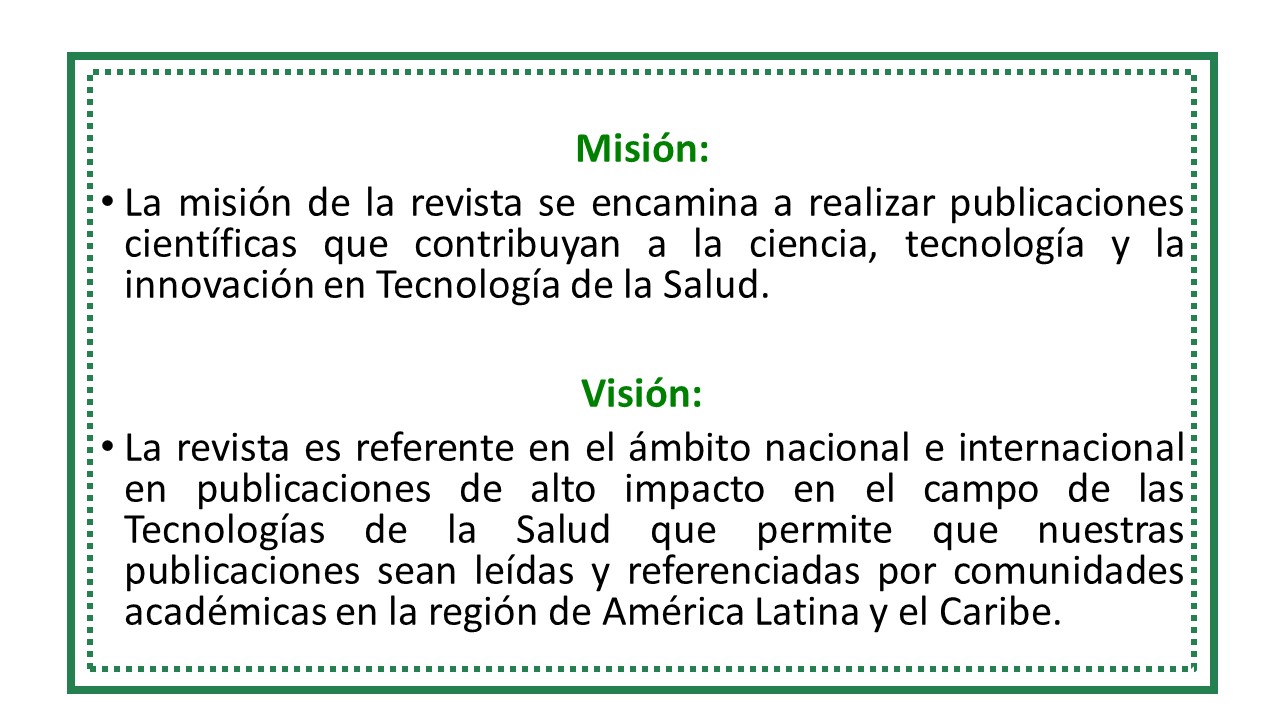 Misión:
• La misión de la revista se encamina a realizar publicaciones
científicas que contribuyan a la ciencia, tecnología y la
innovación en Tecnología de la Salud.
Visión:
• La revista es referente en el ámbito nacional e internacional
en publicaciones de alto impacto en el campo de las
Tecnologías de la Salud que permite que nuestras
publicaciones sean leídas y referenciadas por comunidades
académicas en la región de América Latina y el Caribe.